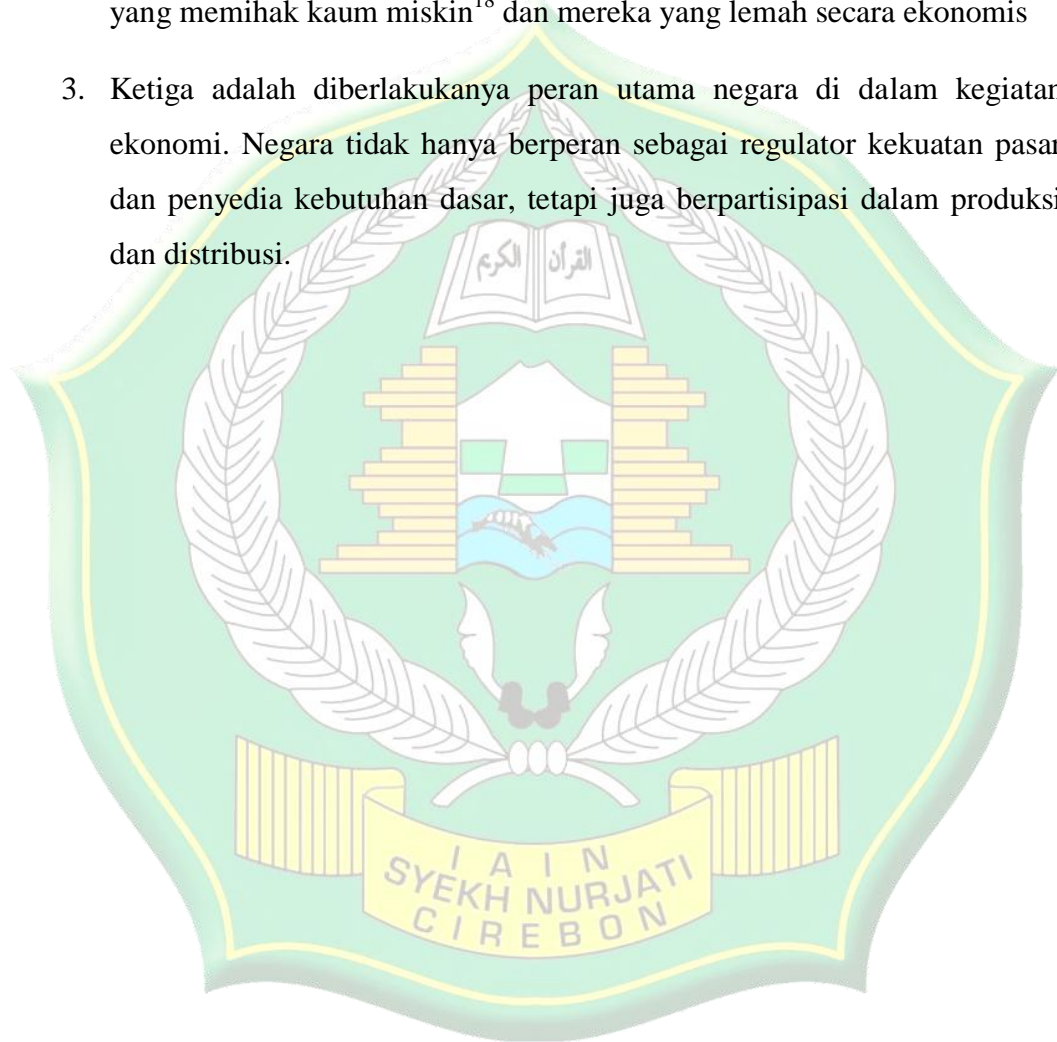 yang memihak kaum miskin¹⁸ dan mereka yang lemah secara ekonomis
3. Ketiga adalah diberlakukanya peran utama negara di dalam kegiatan
ekonomi. Negara tidak hanya berperan sebagai regulator kekuatan pasar
dan penyedia kebutuhan dasar, tetapi juga berpartisipasi dalam produksi
dan distribusi.
القرآن الكريم
IAIN
SYEKH NURJATI
CIREBON